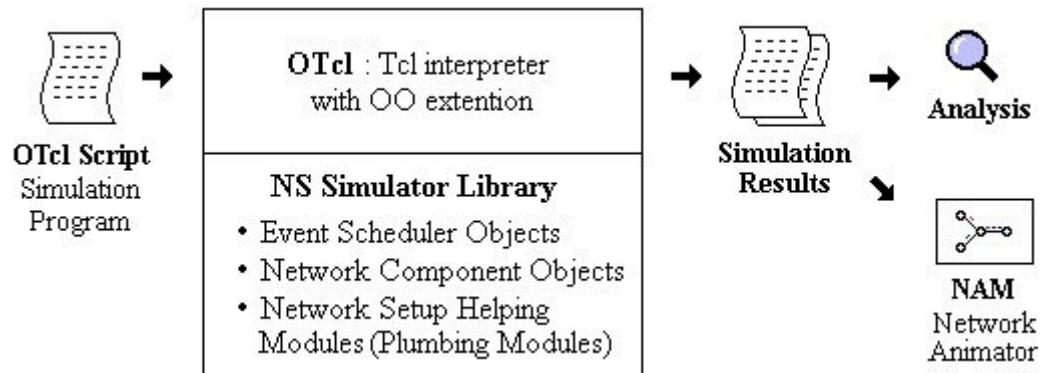 OTcl Script
Simulation
Program
OTcl : Tcl interpreter
with OO extention
NS Simulator Library
• Event Scheduler Objects
• Network Component Objects
• Network Setup Helping
Modules (Plumbing Modules)
Simulation
Results
Analysis
NAM
Network
Animator